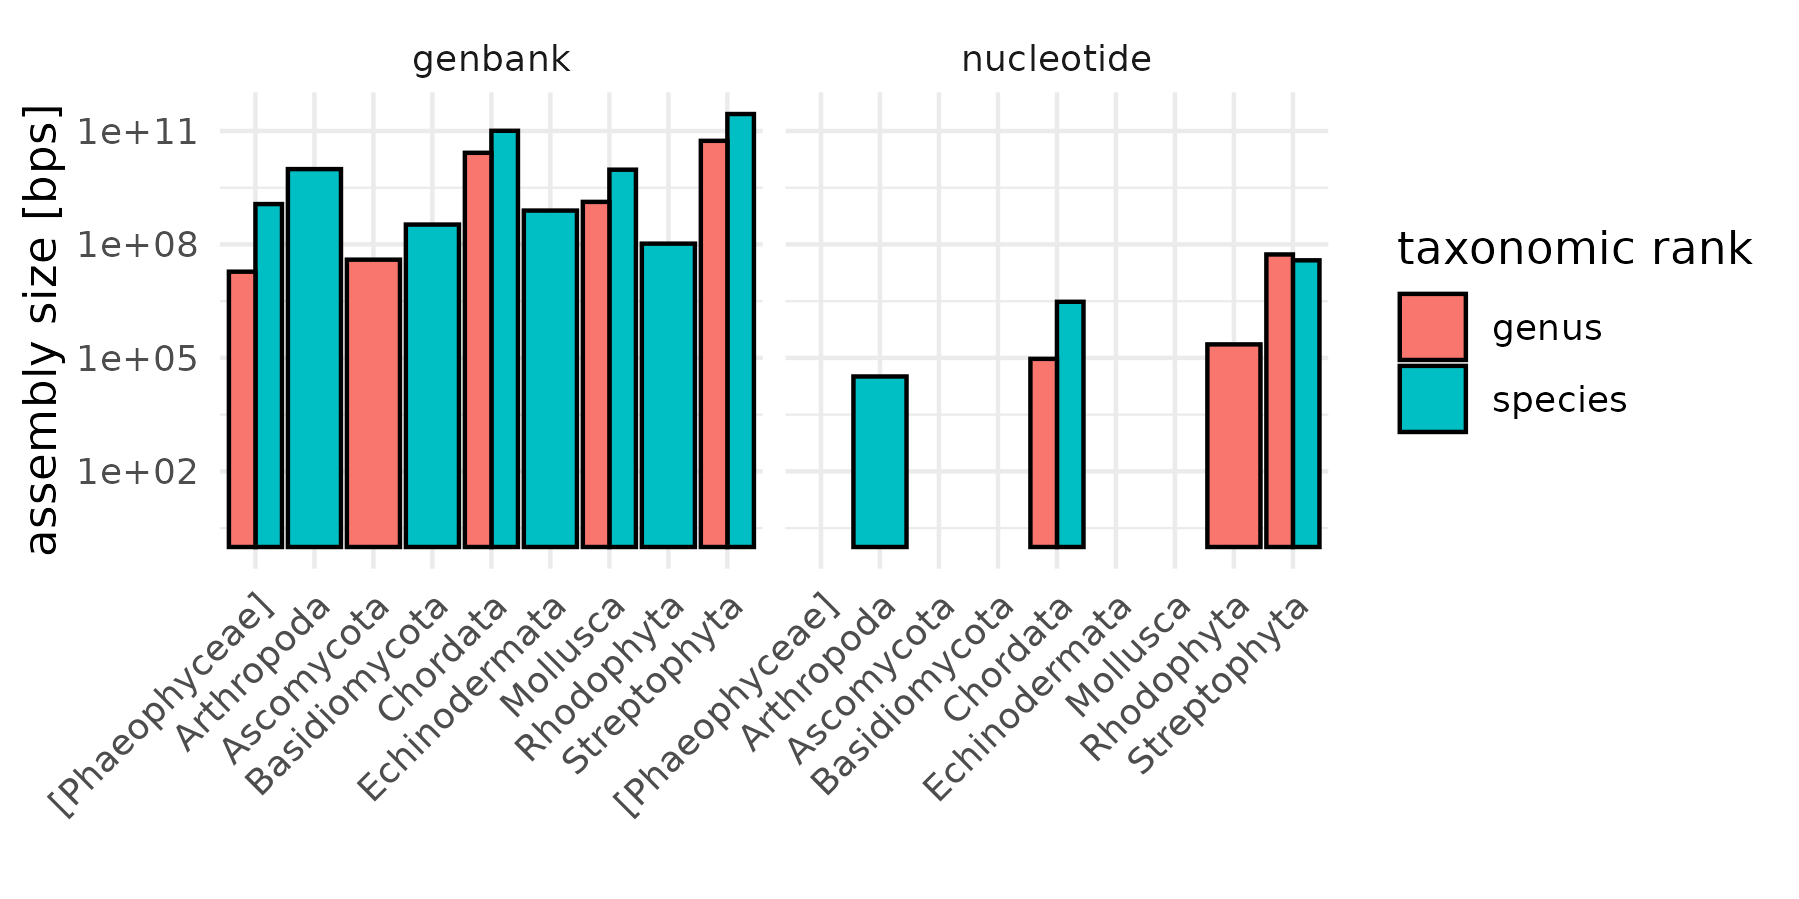 genbank
nucleotide
assembly size [bps]
1e+11
1e+08
1e+05
1e+02
[Phaeophyceae]
Arthropoda
Ascomycota
Basidiomycota
Chordata
Echinodermata
Mollusca
Rhodophyta
Streptophyta
[Phaeophyceae]
Arthropoda
Ascomycota
Basidiomycota
Chordata
Echinodermata
Mollusca
Rhodophyta
Streptophyta
taxonomic rank
genus
species